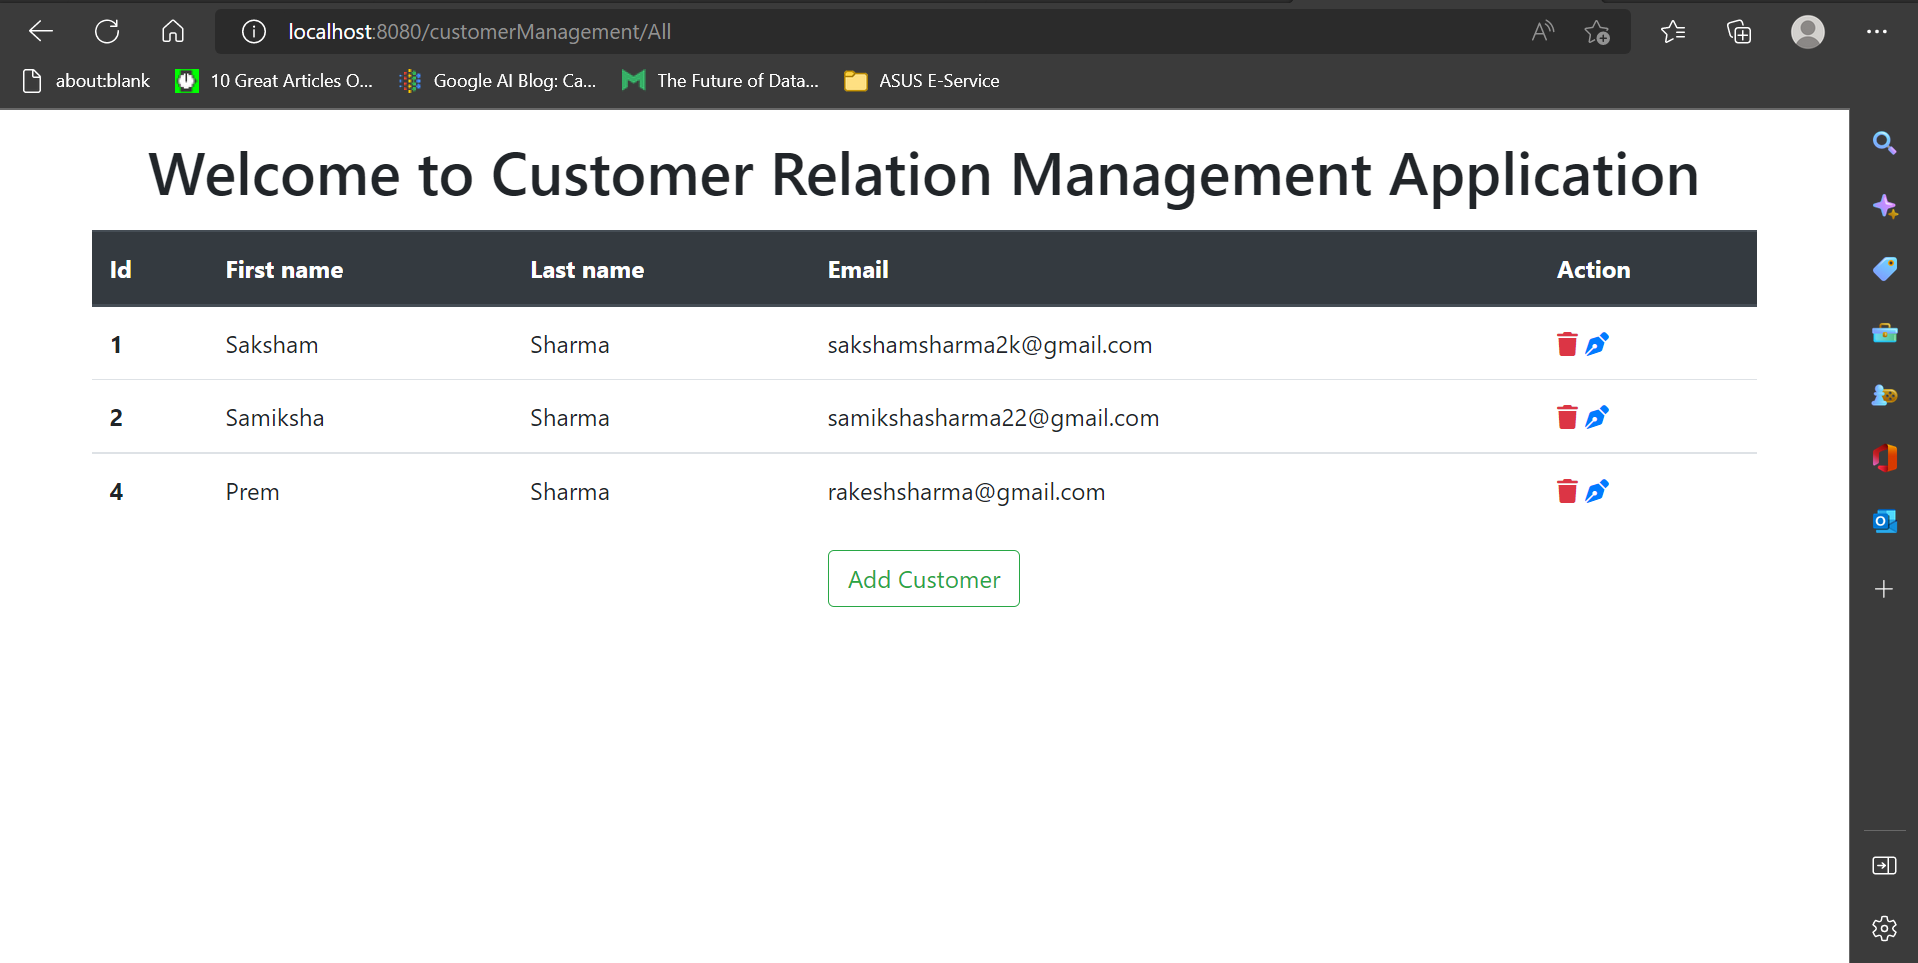 localhost:8080/customerManagement/All
about:blank 10 Great Articles O... Google AI Blog: Ca... The Future of Data... ASUS E-Service
Welcome to Customer Relation Management Application
Id First name Last name Email Action
1 Saksham Sharma sakshamsharma2k@gmail.com
2 Samiksha Sharma samikshasharma22@gmail.com
4 Prem Sharma rakeshsharma@gmail.com
Add Customer